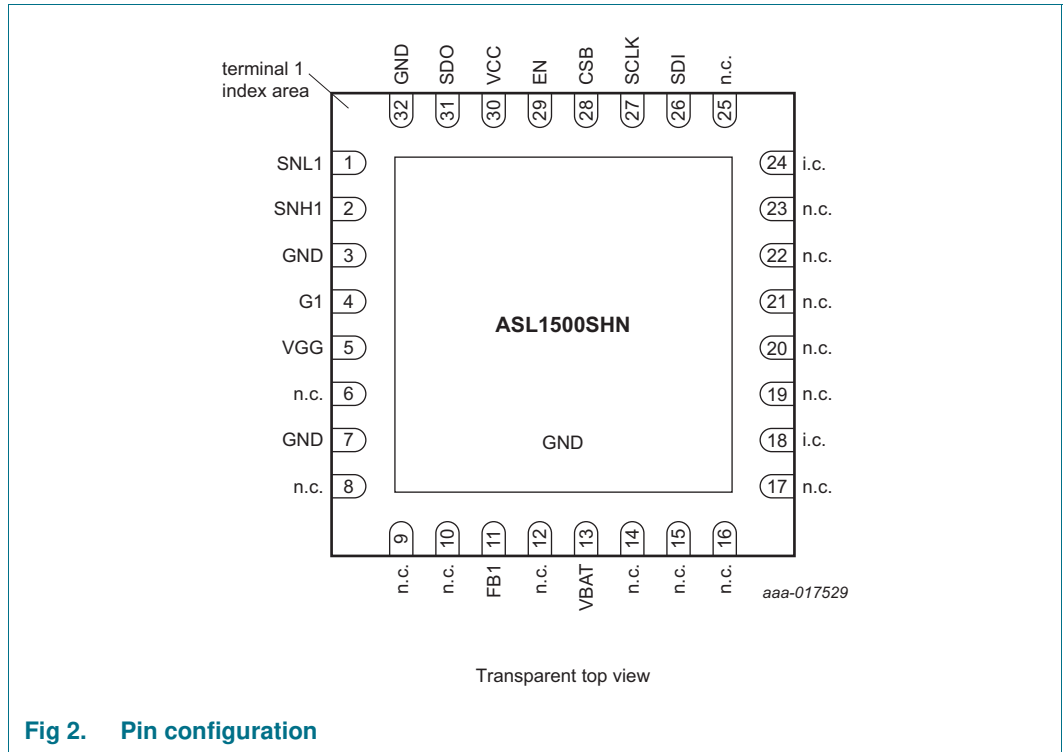 terminal 1
index area
GND
SDO
VCC
EN
CSB
SCLK
SDI
n.c.
32
31
30
29
28
27
26
25
SNL1 1
SNH1 2
GND 3
G1 4
VGG 5
n.c. 6
GND 7
n.c. 8
24 i.c.
23 n.c.
22 n.c.
21 n.c.
20 n.c.
19 n.c.
18 i.c.
17 n.c.
ASL1500SHN
GND
9
10
11
12
13
14
15
16
n.c.
n.c.
FB1
n.c.
VBAT
n.c.
n.c.
n.c.
aaa-017529
Transparent top view
Fig 2. Pin configuration